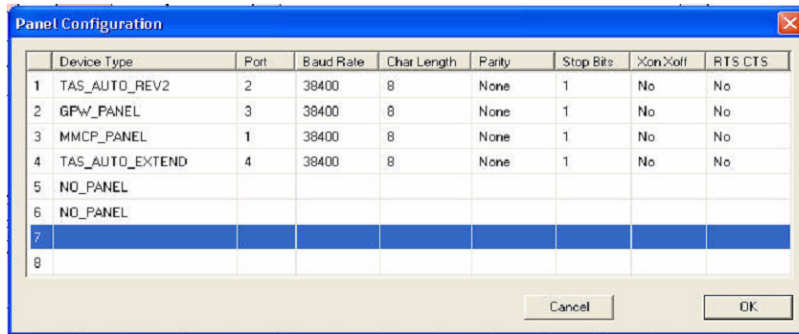 Panel Configuration
Device Type Port Baud Rate Char Length Parity Stop Bits Xon Xoff RTS CTS
1 TAS_AUTO_REV2 2 38400 8 None 1 No No
2 GPW_PANEL 3 38400 8 None 1 No No
3 MMCP_PANEL 1 38400 8 None 1 No No
4 TAS_AUTO_EXTEND 4 38400 8 None 1 No No
5 NO_PANEL
6 NO_PANEL
7
8
Cancel OK